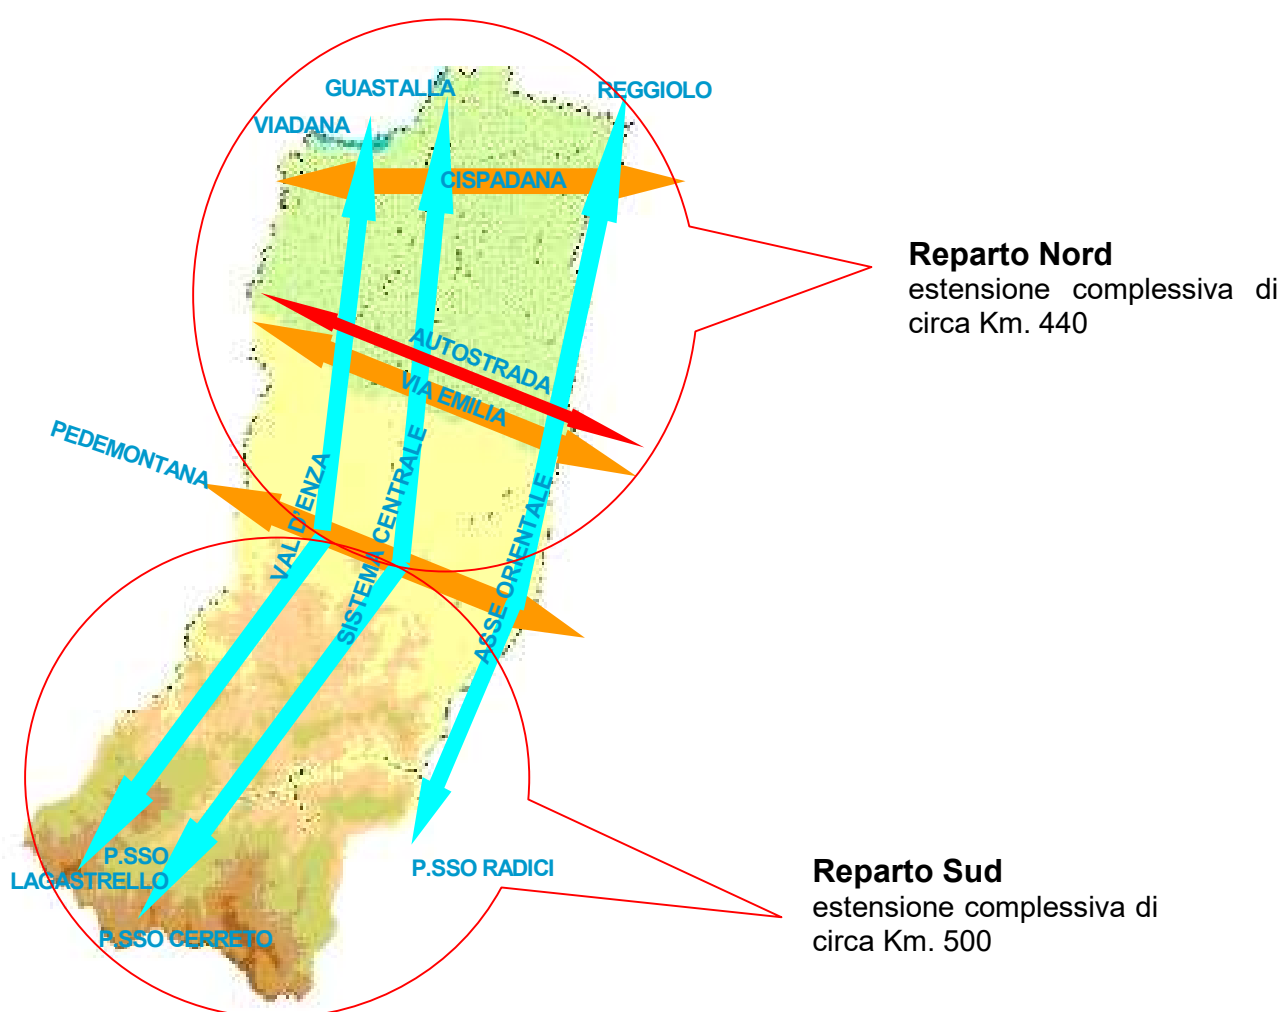 GUASTALLA
REGGIOLO
VIADANA
CISPADANA
Reparto Nord
estensione complessiva di
circa Km. 440
AUTOSTRADA
VIA EMILIA
PEDEMONTANA
VAL D'ENZA
SISTEMA CENTRALE
ASSE ORIENTALE
P.SSO
LAGASTRELLO
P.SSO RADICI
P.SSO CERRETO
Reparto Sud
estensione complessiva di
circa Km. 500